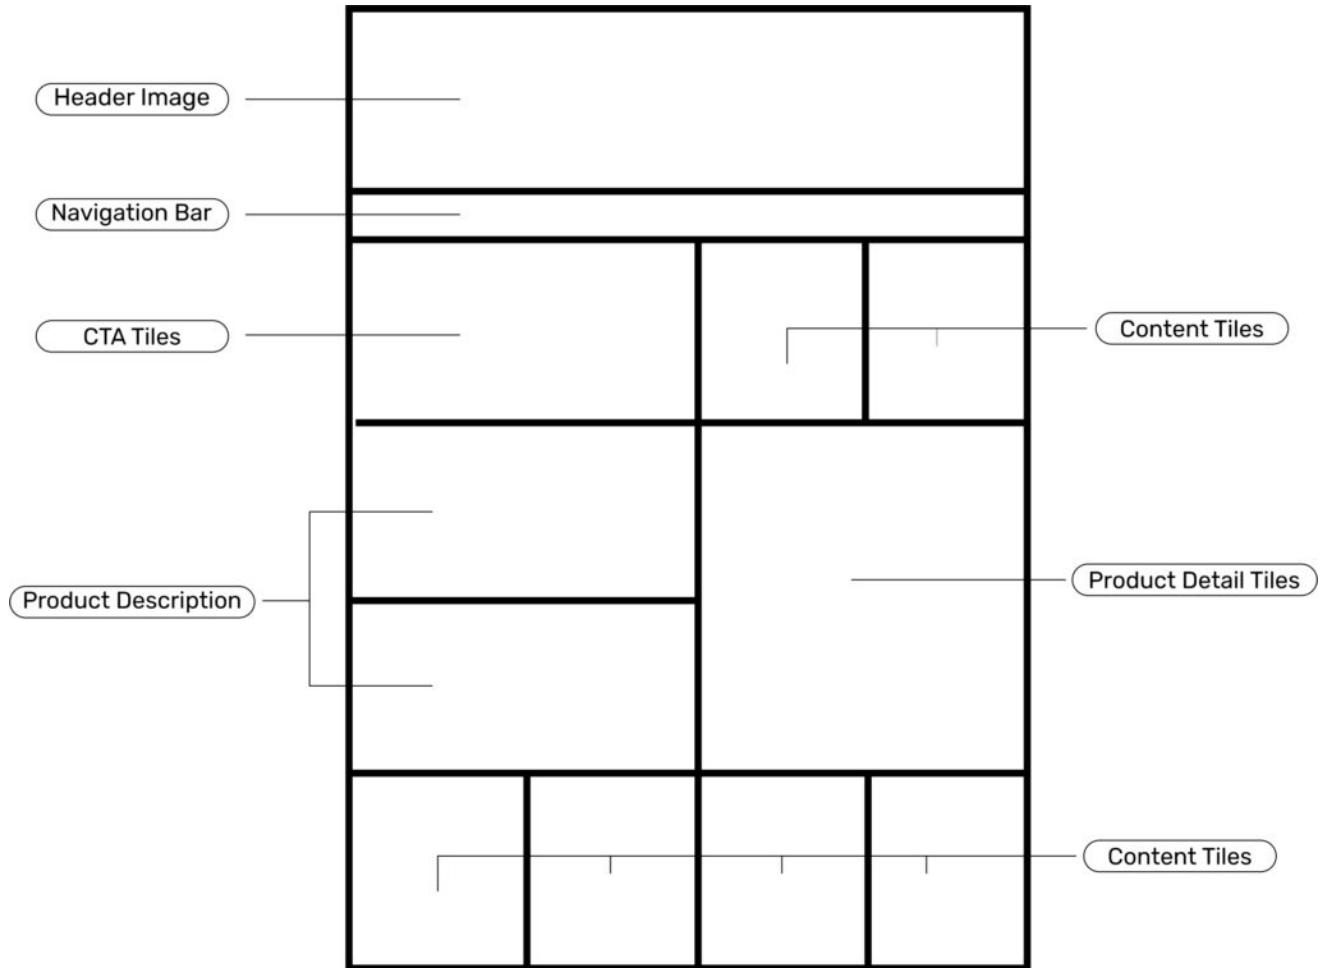 Header Image
Navigation Bar
CTA Tiles
Content Tiles
Product Description
Product Detail Tiles
Content Tiles